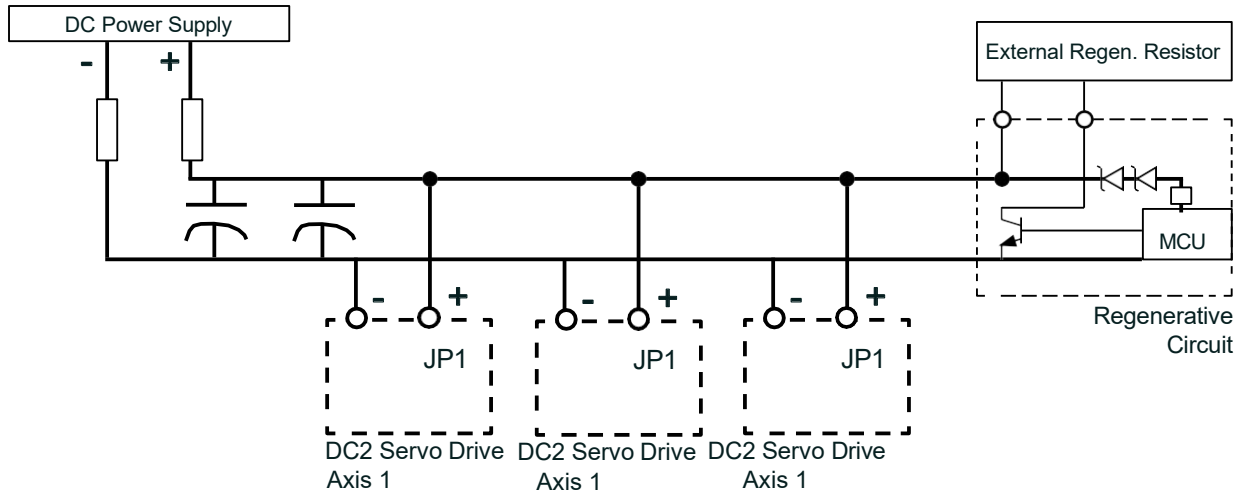 DC Power Supply
- +
External Regen. Resistor
MCU
Regenerative
Circuit
- +
JP1
- +
JP1
- +
JP1
DC2 Servo Drive
Axis 1
DC2 Servo Drive
Axis 1
DC2 Servo Drive
Axis 1